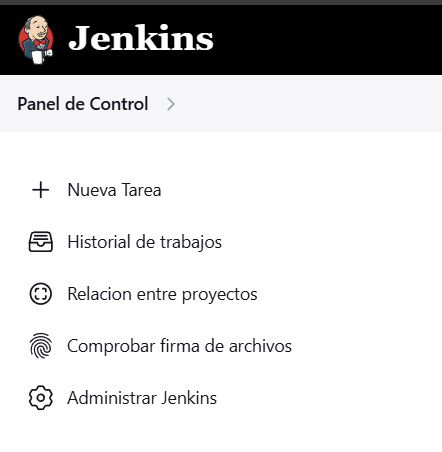 Jenkins
Panel de Control
Nueva Tarea
Historial de trabajos
Relacion entre proyectos
Comprobar firma de archivos
Administrar Jenkins